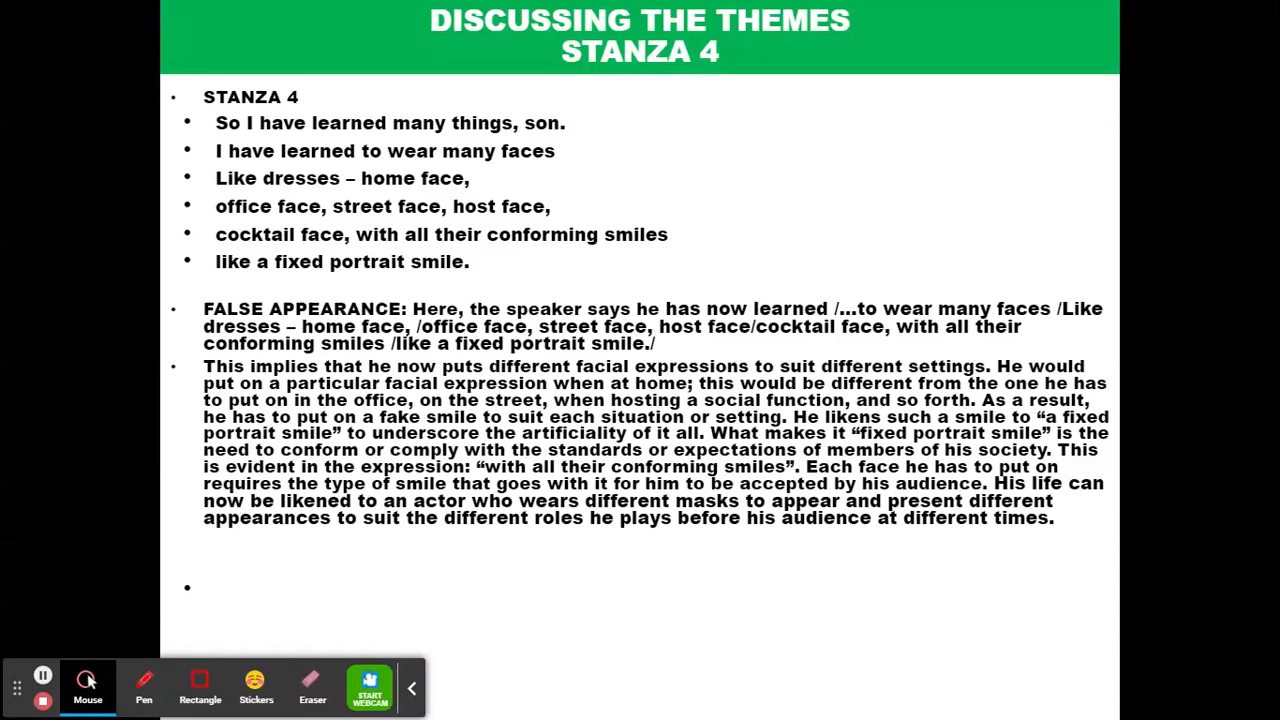 DISCUSSING THE THEMES
STANZA 4
• STANZA 4
• So I have learned many things, son.
• I have learned to wear many faces
• Like dresses – home face,
• office face, street face, host face,
• cocktail face, with all their conforming smiles
• like a fixed portrait smile.
• FALSE APPEARANCE: Here, the speaker says he has now learned /...to wear many faces /Like
dresses – home face, /office face, street face, host face/cocktail face, with all their
conforming smiles /like a fixed portrait smile./
• This implies that he now puts different facial expressions to suit different settings. He would
put on a particular facial expression when at home; this would be different from the one he has
to put on in the office, on the street, when hosting a social function, and so forth. As a result,
he has to put on a fake smile to suit each situation or setting. He likens such a smile to “a fixed
portrait smile” to underscore the artificiality of it all. What makes it “fixed portrait smile” is the
need to conform or comply with the standards or expectations of members of his society. This
is evident in the expression: “with all their conforming smiles”. Each face he has to put on
requires the type of smile that goes with it for him to be accepted by his audience. His life can
now be likened to an actor who wears different masks to appear and present different
appearances to suit the different roles he plays before his audience at different times.
•
Mouse Pen Rectangle Stickers Eraser START
WEBCAM